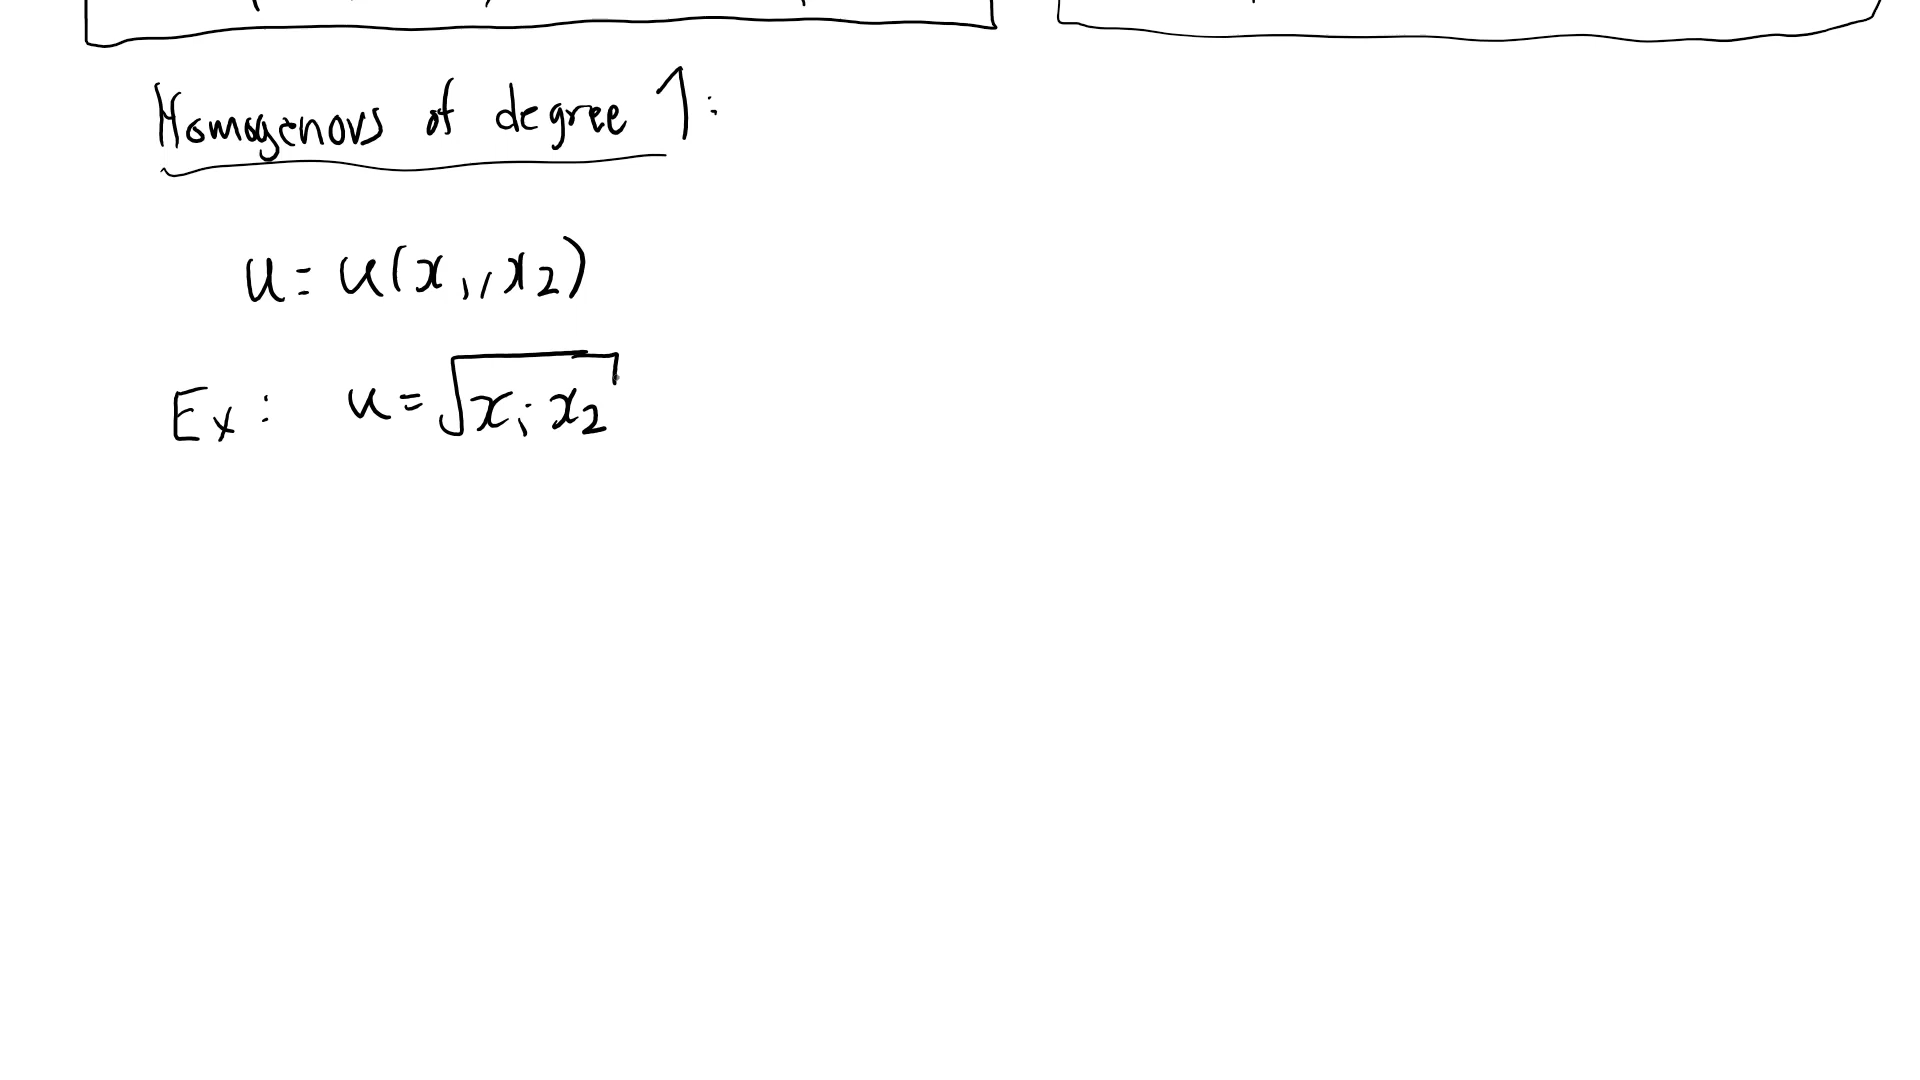 Homogenous of degree 1:
u = u(x₁, x₂)
Ex: u = √x₁·x₂